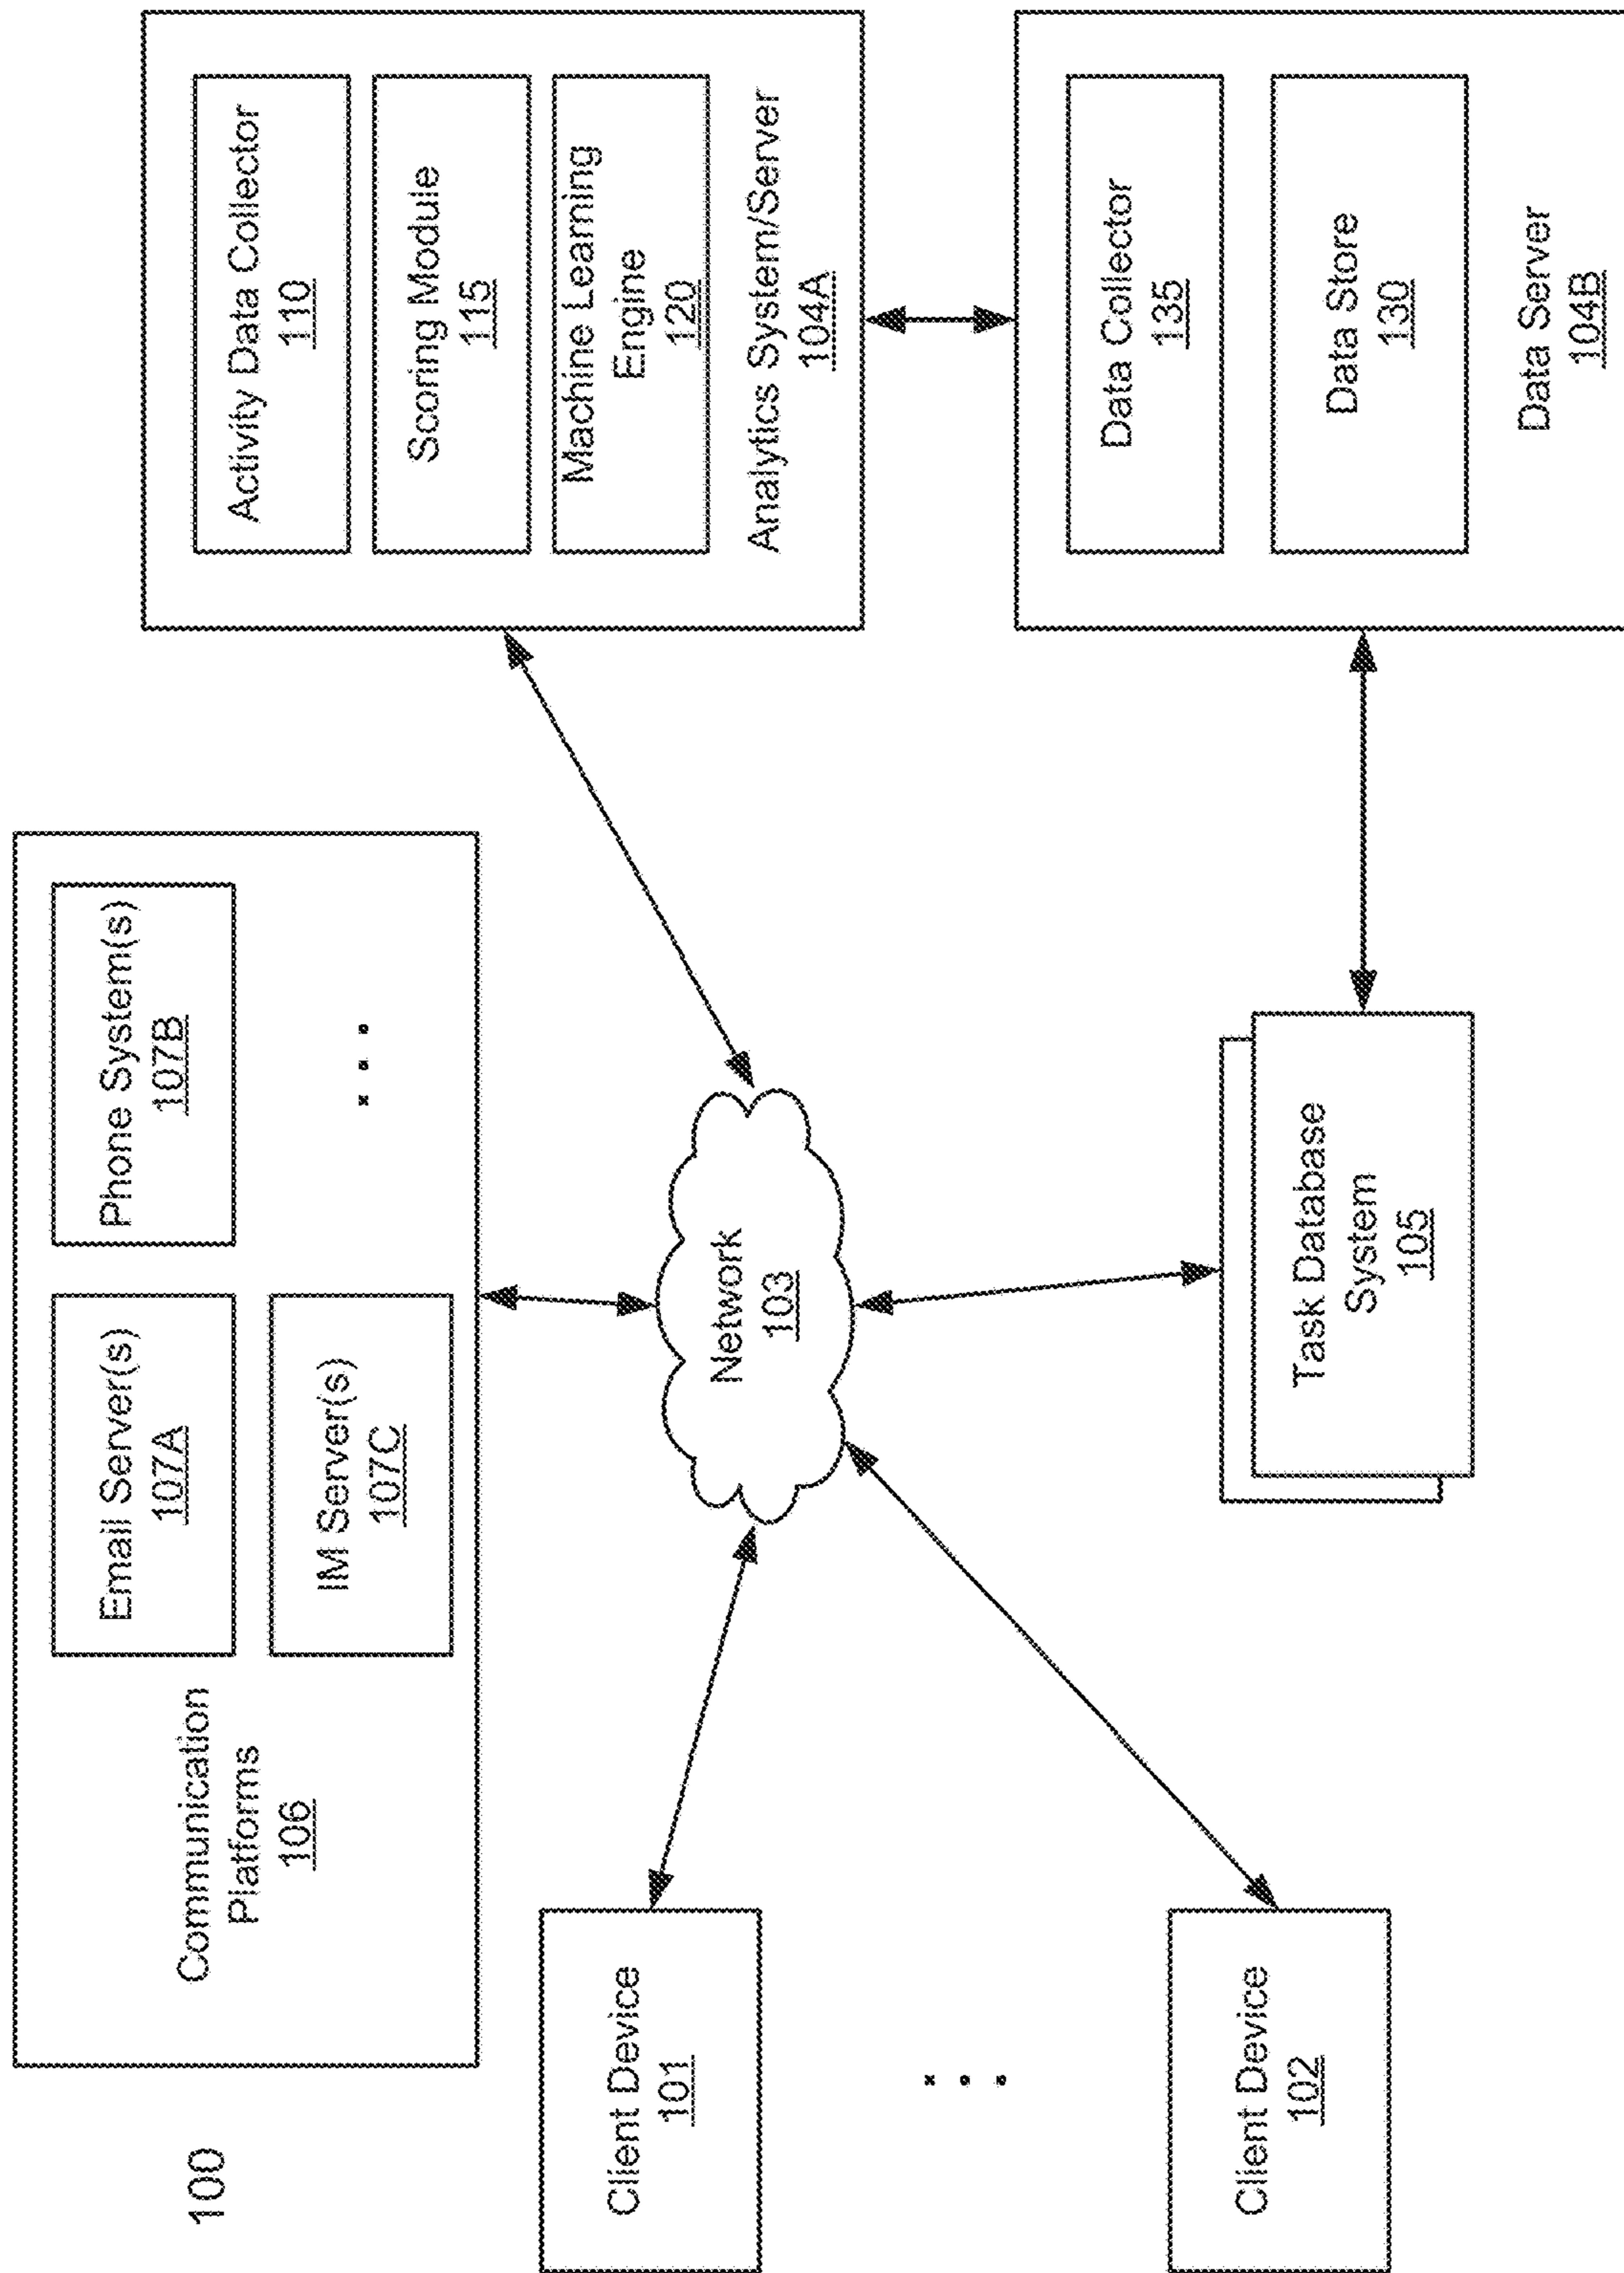 100
Communication
Platforms
106
Email Server(s)
107A
Phone System(s)
107B
IM Server(s)
107C
. . .
Client Device
101
. . .
Client Device
102
Network
103
Task Database
System
105
Activity Data Collector
110
Scoring Module
115
Machine Learning
Engine
120
Analytics System/Server
104A
Data Collector
135
Data Store
130
Data Server
104B